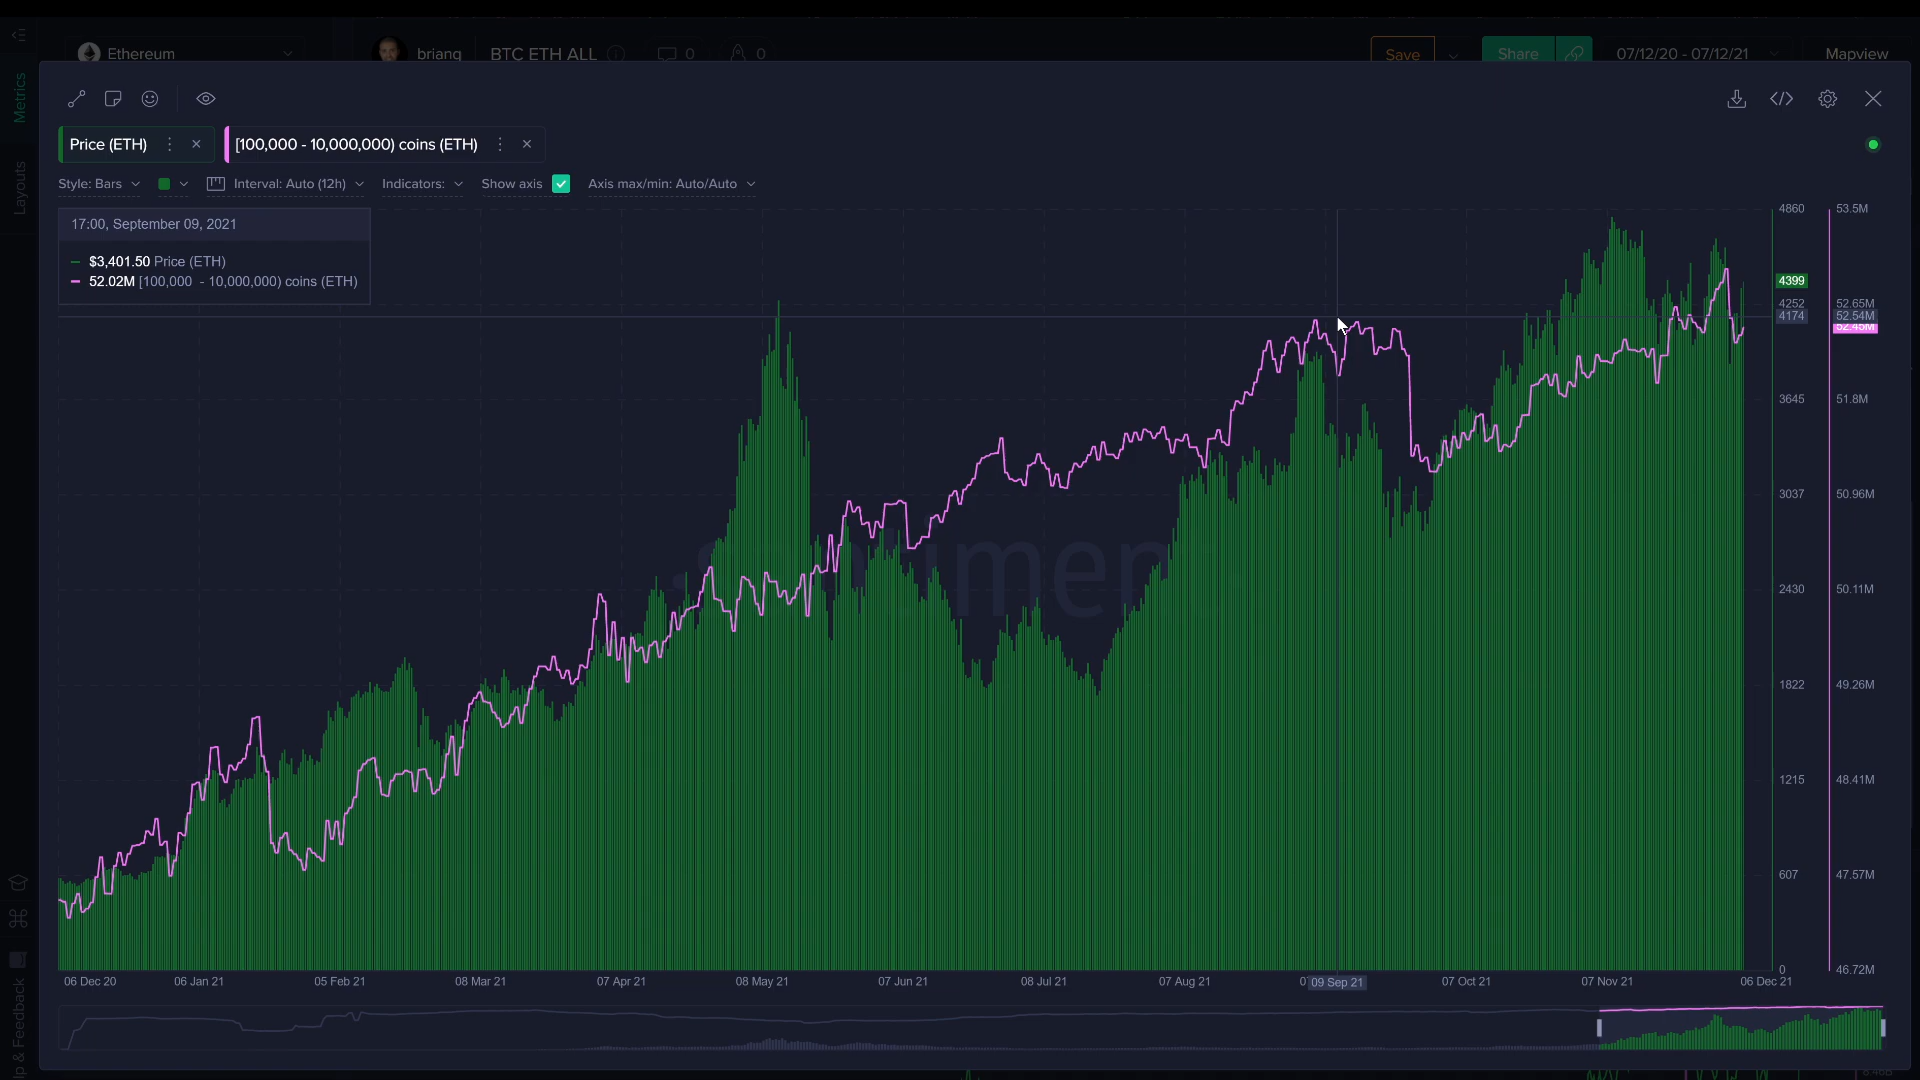 Ethereum briang BTC ETH ALL 0 0 Save Share 07/12/20 - 07/12/21 Mapview
Metrics
Layouts
Price (ETH) [100,000 - 10,000,000) coins (ETH)
Style: Bars Interval: Auto (12h) Indicators: Show axis Axis max/min: Auto/Auto
17:00, September 09, 2021
$3,401.50 Price (ETH)
52.02M [100,000 - 10,000,000) coins (ETH)
4860 53.5M
4399
4252 52.65M
4174 52.54M
52.45M
3645 51.8M
3037 50.96M
2430 50.11M
1822 49.26M
1215 48.41M
607 47.57M
0 46.72M
06 Dec 20 06 Jan 21 05 Feb 21 08 Mar 21 07 Apr 21 08 May 21 07 Jun 21 08 Jul 21 07 Aug 21 09 Sep 21 07 Oct 21 07 Nov 21 06 Dec 21
lp & Feedback